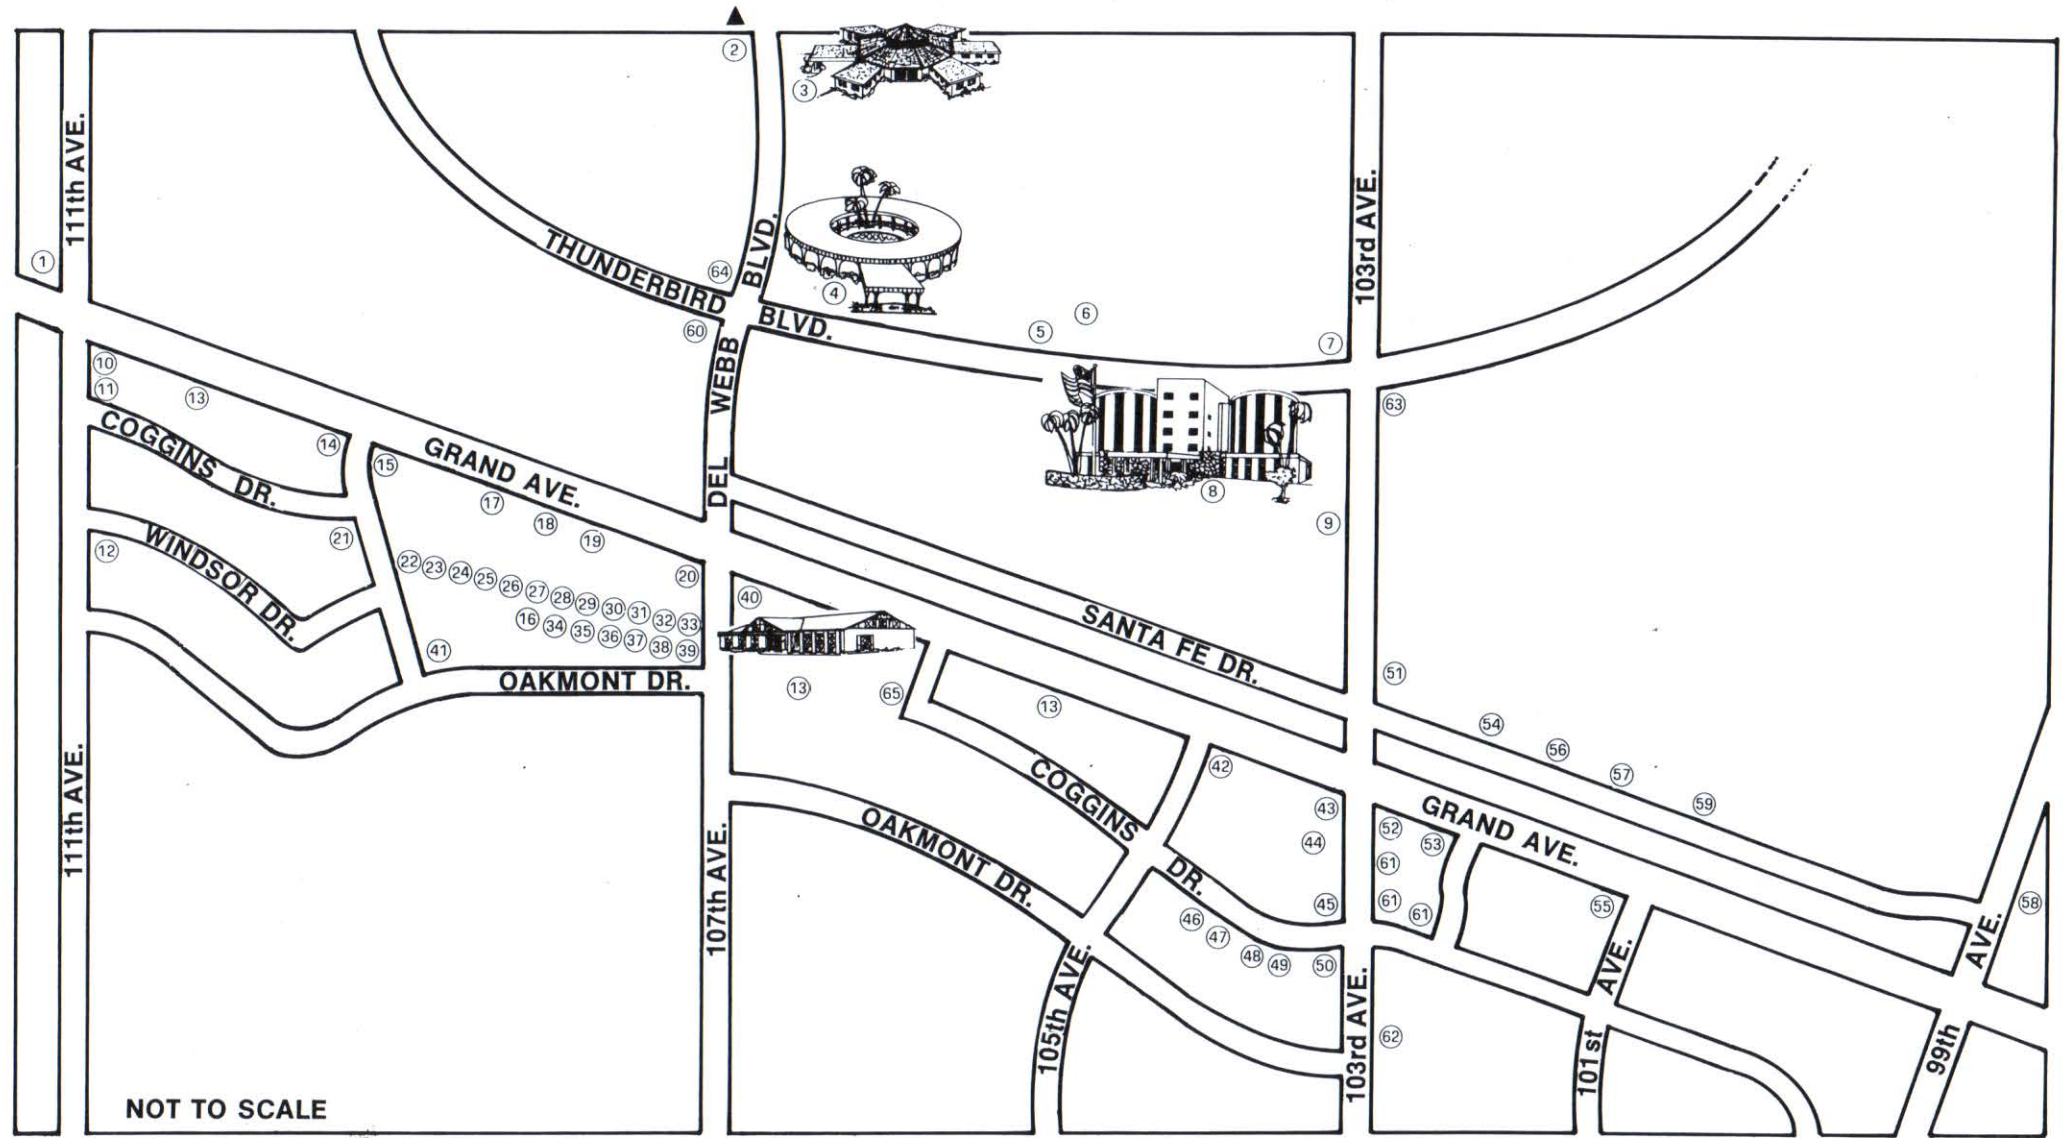 2
3
111th AVE.
103rd AVE.
1
THUNDERBIRD
BLVD.
64
4
BLVD.
60
5
6
7
10
11
13
14
COGGINS DR.
GRAND AVE.
15
17
18
19
20
DEL WEBB
63
8
9
12
WINDSOR DR.
21
22 23 24 25 26 27 28 29 30 31 32 33
16 34 35 36 37 38 39
41
OAKMONT DR.
40
13
65
SANTA FE DR.
13
51
54
56
57
59
42
43
44
45
COGGINS
DR.
OAKMONT DR.
46
47
48
49
50
GRAND AVE.
52
53
61
61
61
55
58
111th AVE.
107th AVE.
105th AVE.
103rd AVE.
62
101 st
AVE.
99th
AVE.
NOT TO SCALE